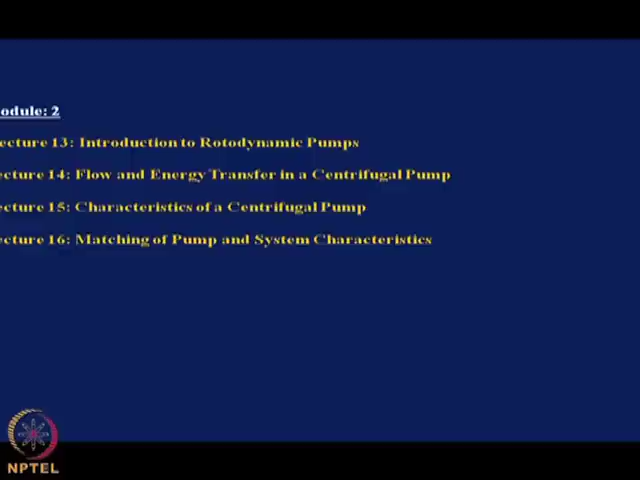 odule: 2
ecture 13: Introduction to Rotodynamic Pumps
ecture 14: Flow and Energy Transfer in a Centrifugal Pump
ecture 15: Characteristics of a Centrifugal Pump
ecture 16: Matching of Pump and System Characteristics
NPTEL